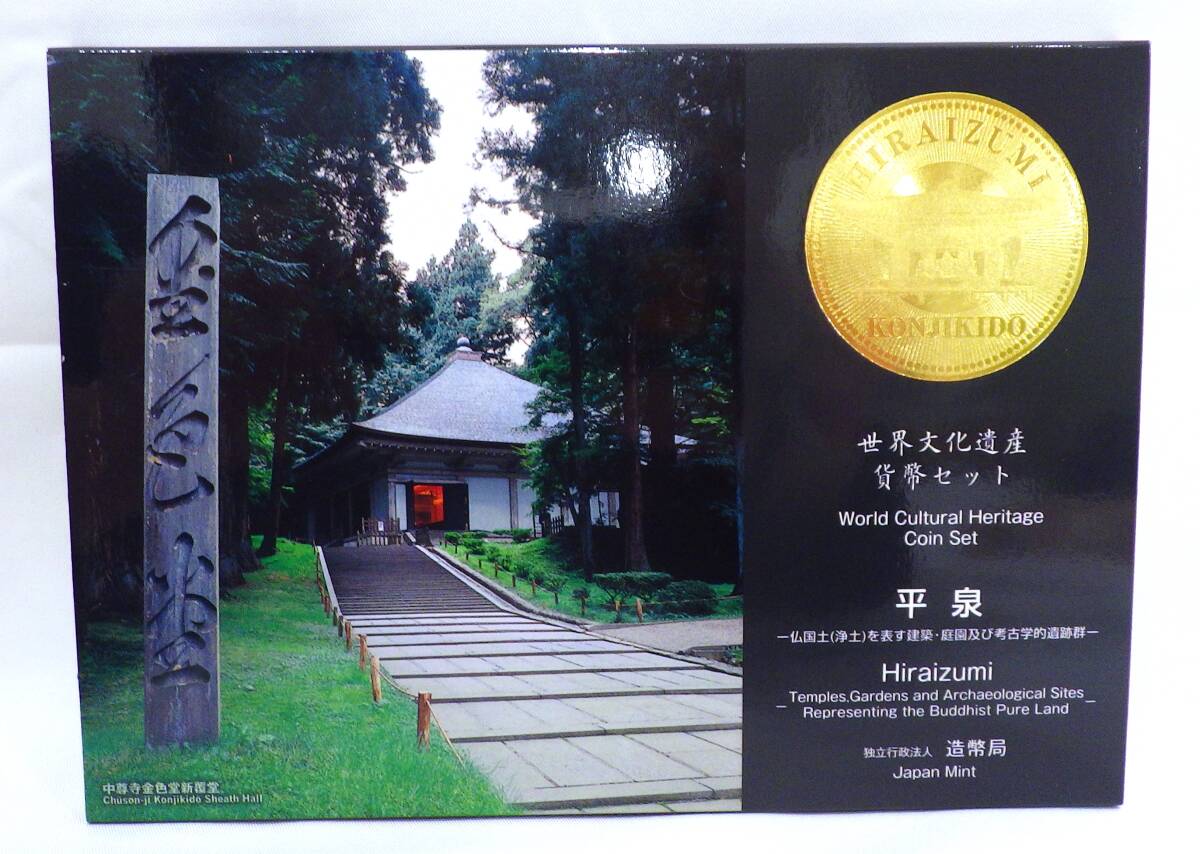 金色堂
中尊寺金色堂新覆堂
Chuson-ji Konjikido Sheath Hall
HIRAIZUMI
KONJIKIDO
世界文化遺産
貨幣セット
World Cultural Heritage
Coin Set
平泉
—仏国土(浄土)を表す建築・庭園及び考古学的遺跡群—
Hiraizumi
Temples,Gardens and Archaeological Sites
— Representing the Buddhist Pure Land —
独立行政法人 造幣局
Japan Mint